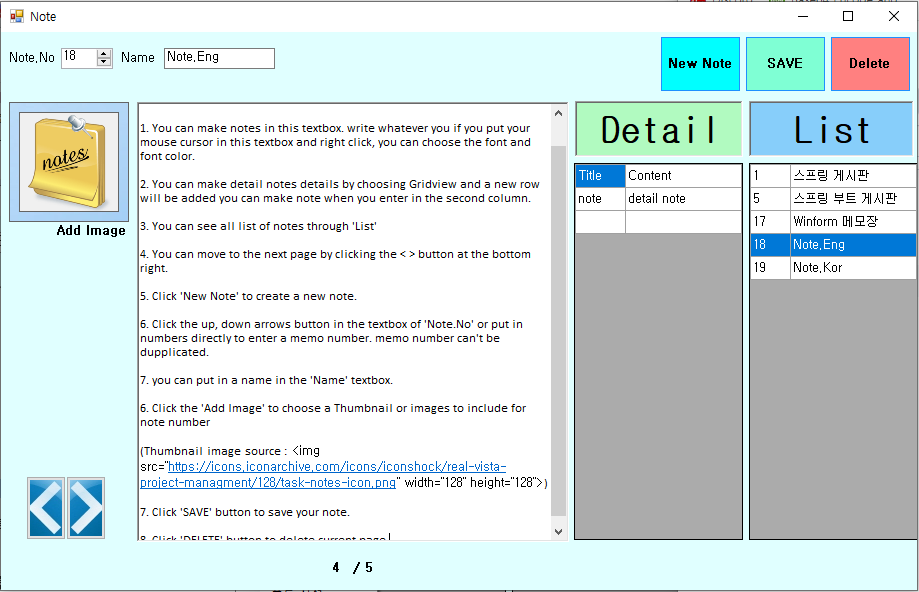 Note
Note,No 18 Name Note,Eng
New Note SAVE Delete
notes
Add Image
1. You can make notes in this textbox. write whatever you if you put your
mouse cursor in this textbox and right click, you can choose the font and
font color.
2. You can make detail notes details by choosing Gridview and a new row
will be added you can make note when you enter in the second column.
3. You can see all list of notes through 'List'
4. You can move to the next page by clicking the < > button at the bottom
right.
5. Click 'New Note' to create a new note.
6. Click the up, down arrows button in the textbox of 'Note.No' or put in
numbers directly to enter a memo number. memo number can't be
dupplicated.
7. you can put in a name in the 'Name' textbox.
6. Click the 'Add Image' to choose a Thumbnail or images to include for
note number
(Thumbnail image source : <img
src="https://icons.iconarchive.com/icons/iconshock/real-vista-
project-managment/128/task-notes-icon.png" width="128" height="128">)
7. Click 'SAVE' button to save your note.
8. Click 'DELETE' button to delete current page
4 / 5
Detail
Title Content
note detail note
List
1 스프링 게시판
5 스프링 부트 게시판
17 Winform 메모장
18 Note,Eng
19 Note,Kor